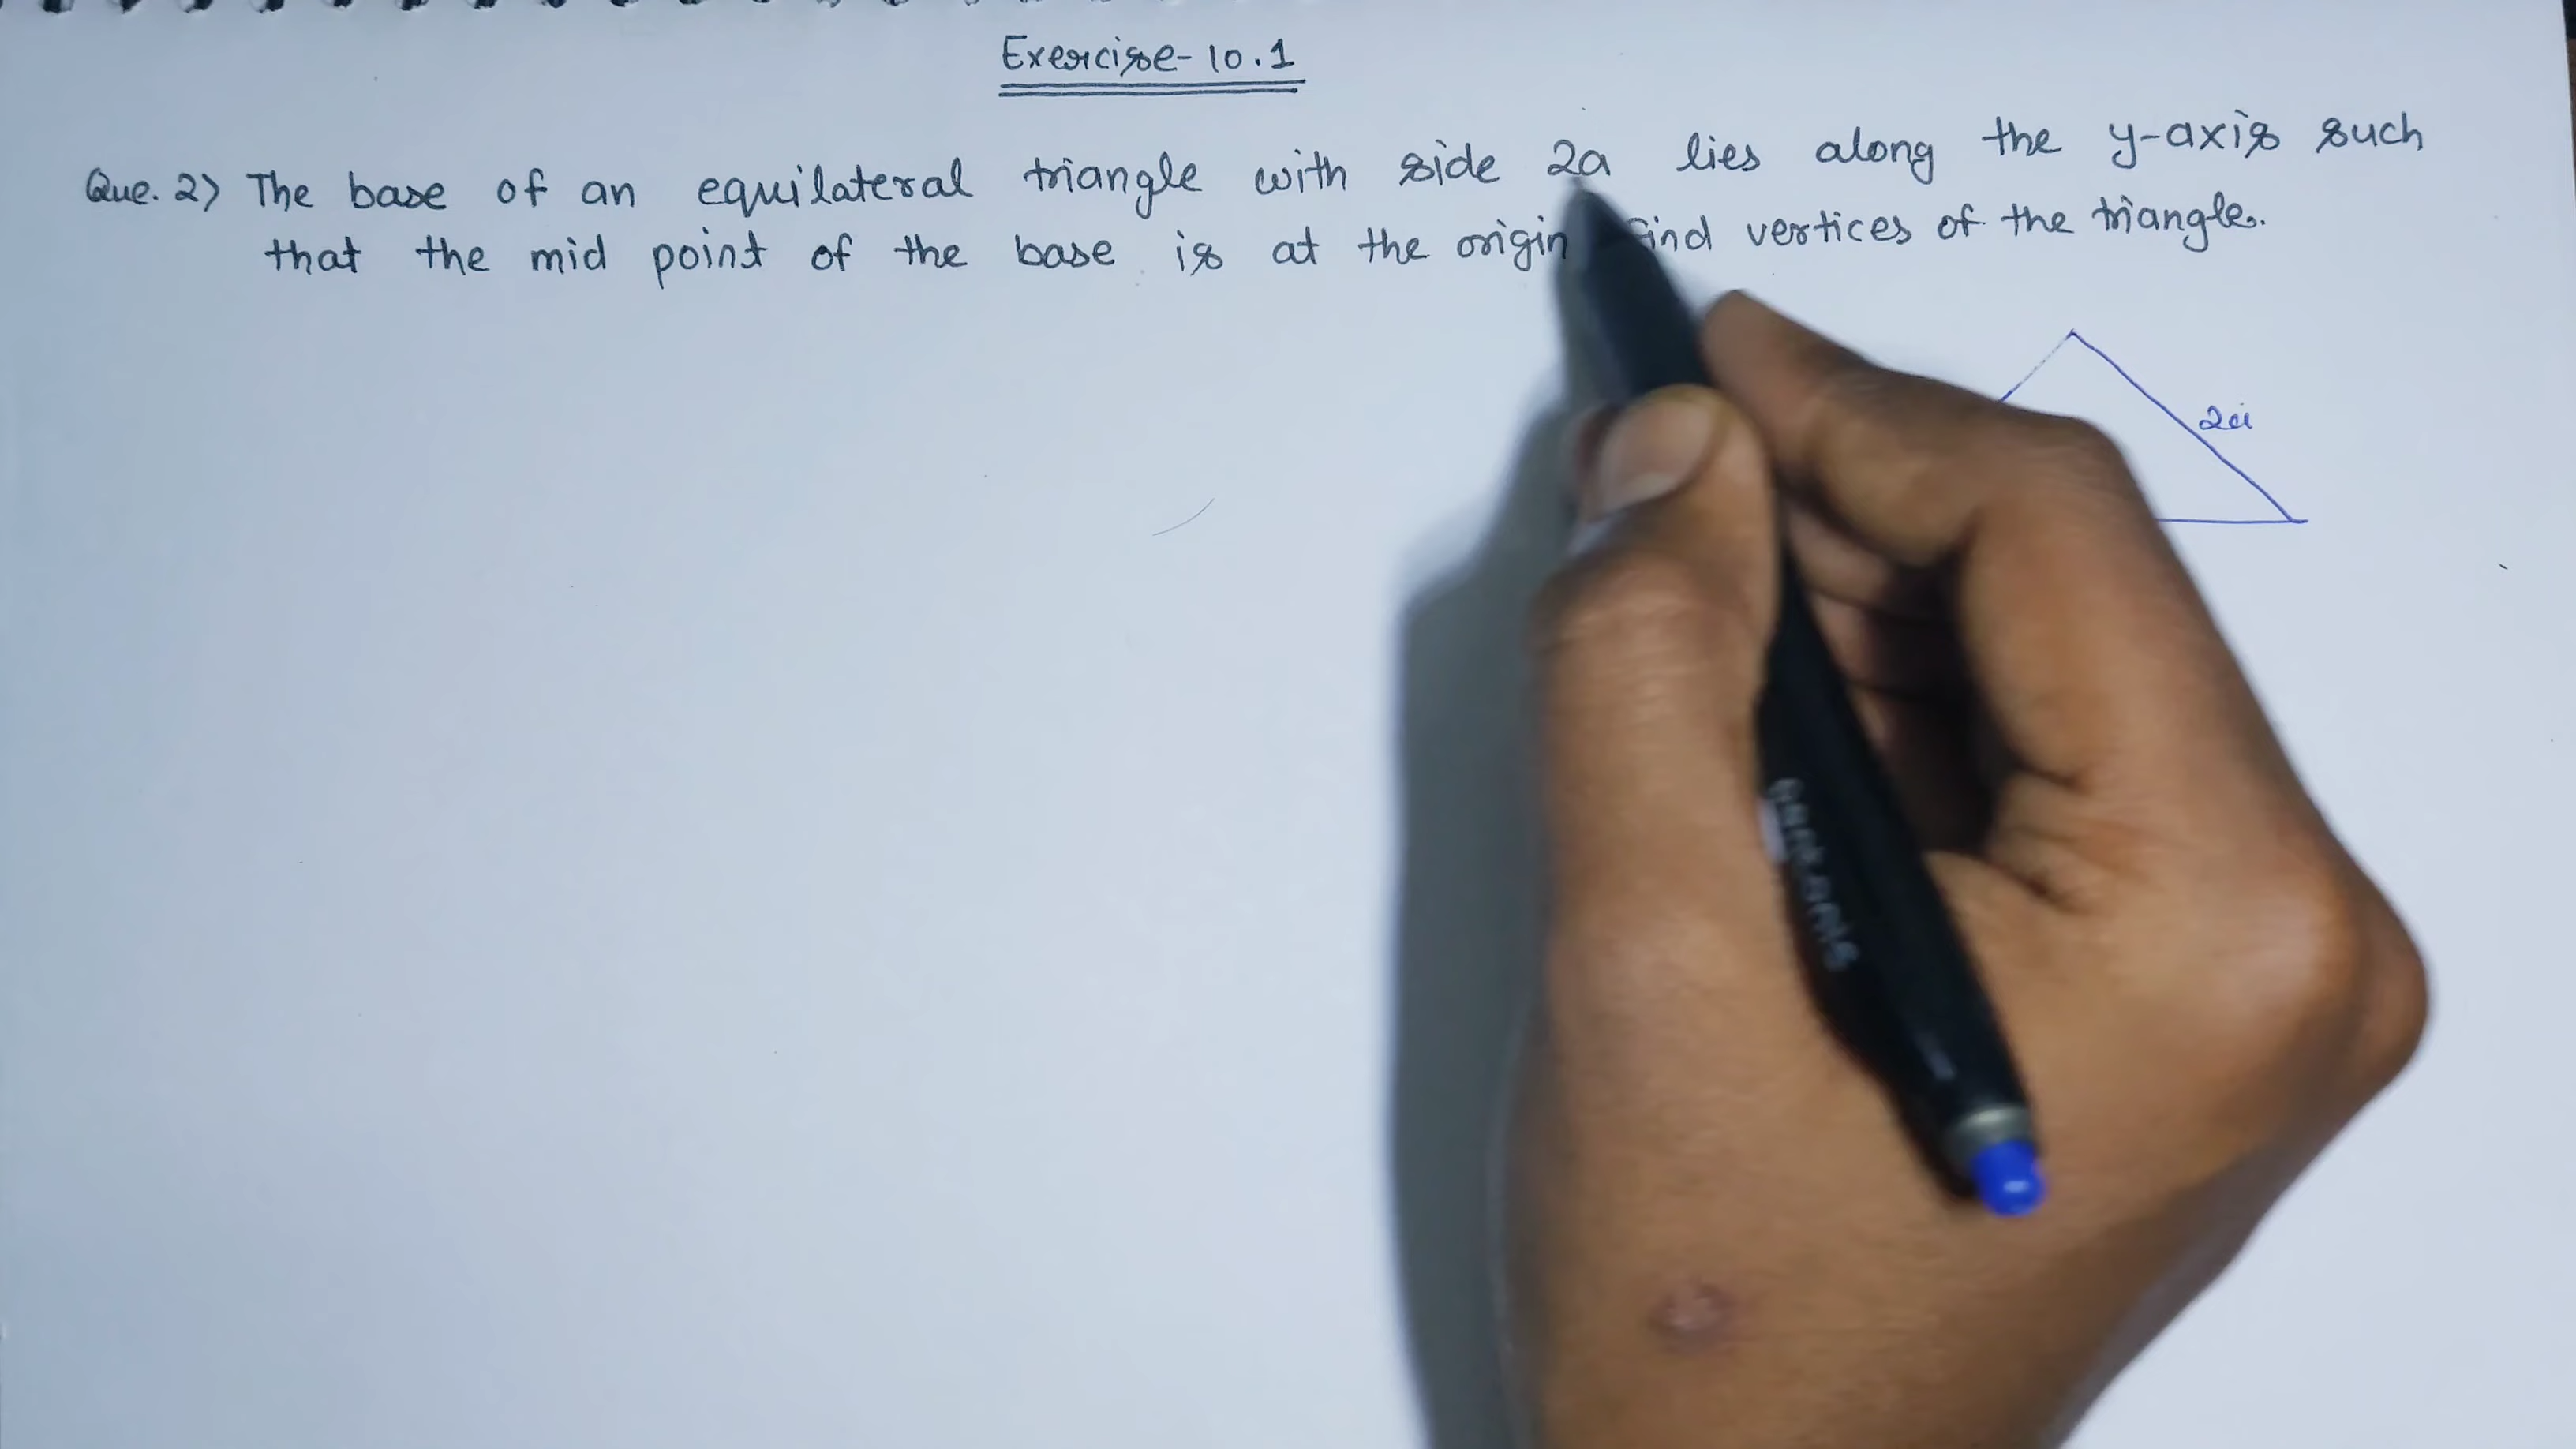 Exercise-10.1
Que. 2) The base of an equilateral triangle with side 2a lies along the y-axis such
that the mid point of the base is at the origin find vertices of the triangle.
2a